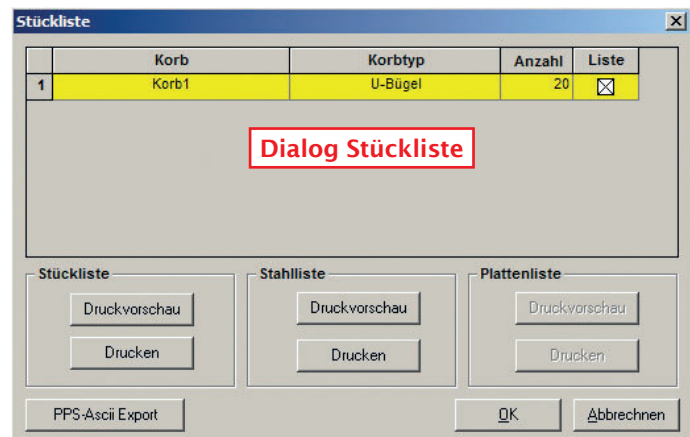 Stückliste
Korb Korbtyp Anzahl Liste
1 Korb1 U-Bügel 20
Dialog Stückliste
Stückliste Stahlliste Plattenliste
Druckvorschau Druckvorschau Druckvorschau
Drucken Drucken Drucken
PPS-Ascii Export OK Abbrechnen